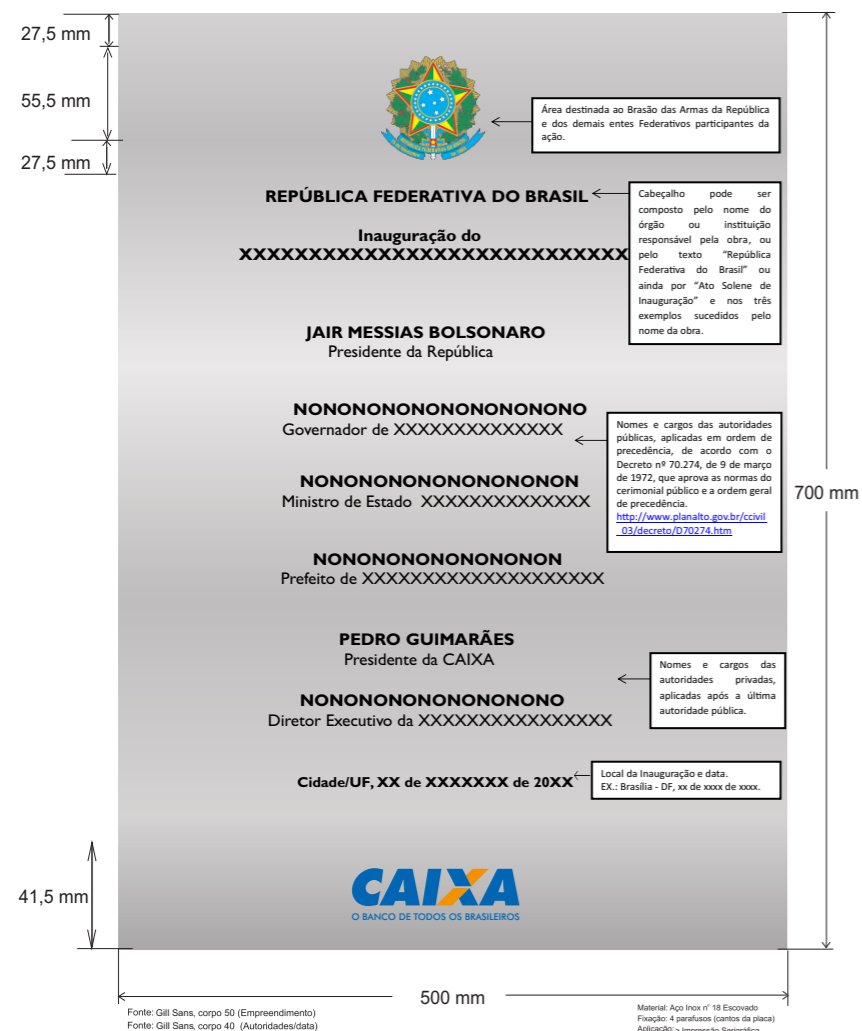 27,5 mm
55,5 mm
27,5 mm
Área destinada ao Brasão das Armas da República
e dos demais entes Federativos participantes da
ação.
REPÚBLICA FEDERATIVA DO BRASIL
Cabeçalho pode ser
composto pelo nome do
órgão ou instituição
responsável pela obra, ou
pelo texto “República
Federativa do Brasil” ou
ainda por “Ato Solene de
Inauguração” e nos três
exemplos sucedidos pelo
nome da obra.
Inauguração do
XXXXXXXXXXXXXXXXXXXXXXXXXXXX
JAIR MESSIAS BOLSONARO
Presidente da República
NONONONONONONONONONO
Governador de XXXXXXXXXXXXXX
Nomes e cargos das autoridades
públicas, aplicadas em ordem de
precedência, de acordo com o
Decreto nº 70.274, de 9 de março
de 1972, que aprova as normas do
cerimonial público e a ordem geral
de precedência.
http://www.planalto.gov.br/ccivil
_03/decreto/D70274.htm
NONONONONONONONONON
Ministro de Estado XXXXXXXXXXXXXX
700 mm
NONONONONONONONON
Prefeito de XXXXXXXXXXXXXXXXXXXX
PEDRO GUIMARÃES
Presidente da CAIXA
Nomes e cargos das
autoridades privadas,
aplicadas após a última
autoridade pública.
NONONONONONONONONO
Diretor Executivo da XXXXXXXXXXXXXXXX
Cidade/UF, XX de XXXXXXX de 20XX
Local da Inauguração e data.
EX.: Brasília - DF, xx de xxxx de xxxx.
41,5 mm
CAIXA
O BANCO DE TODOS OS BRASILEIROS
500 mm
Fonte: Gill Sans, corpo 50 (Empreendimento)
Fonte: Gill Sans, corpo 40 (Autoridades/data)
Material: Aço Inox n° 18 Escovado
Fixação: 4 parafusos (cantos da placa)
Aplicação: > Impressão Serigráfica